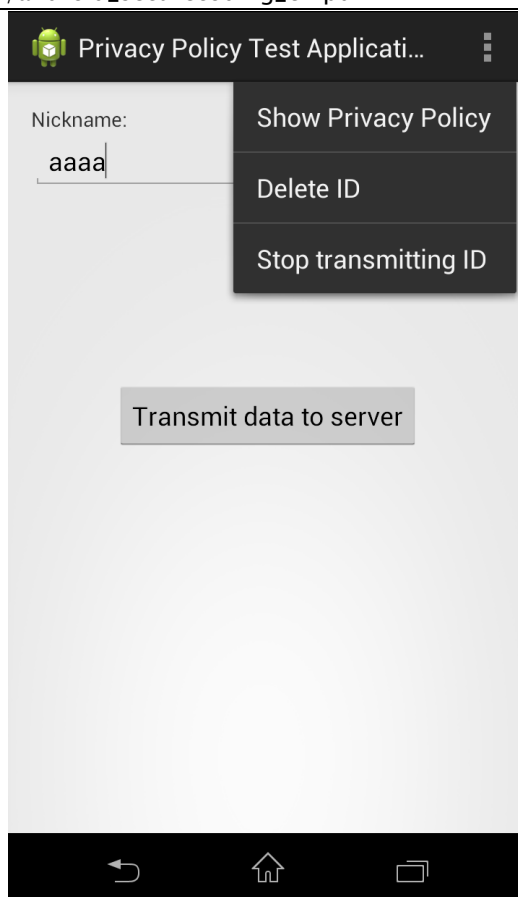 Privacy Policy Test Applicati...
Nickname:
aaaa
Show Privacy Policy
Delete ID
Stop transmitting ID
Transmit data to server